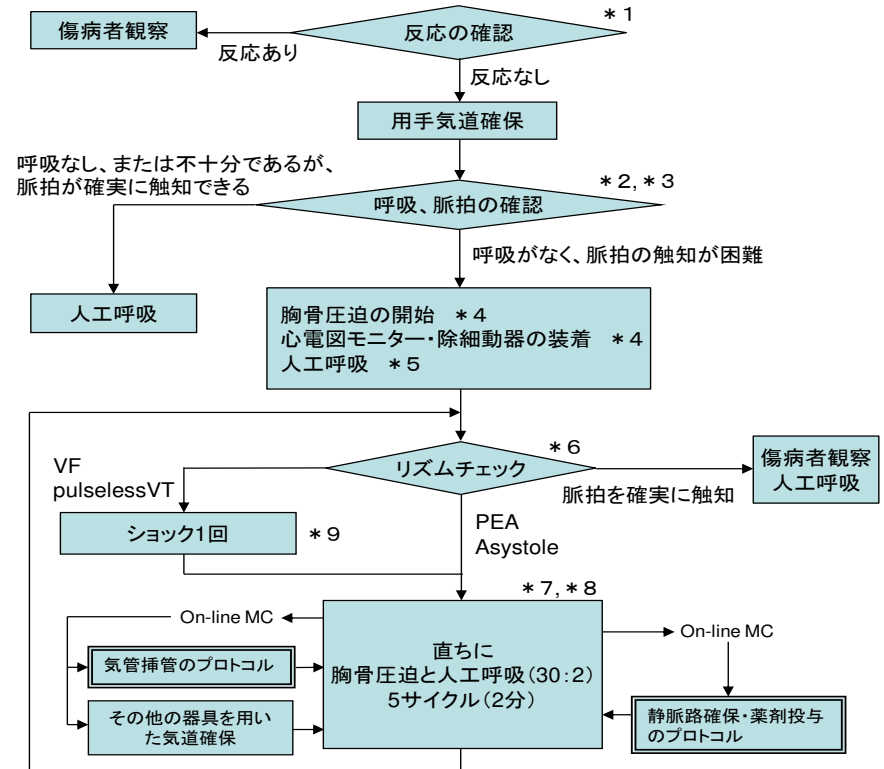 傷病者観察
反応の確認
*1
反応あり
反応なし
用手気道確保
呼吸なし、または不十分であるが、
脈拍が確実に触知できる
*2, *3
呼吸、脈拍の確認
呼吸がなく、脈拍の触知が困難
人工呼吸
胸骨圧迫の開始 *4
心電図モニター・除細動器の装着 *4
人工呼吸 *5
*6
リズムチェック
傷病者観察
人工呼吸
VF
pulselessVT
脈拍を確実に触知
ショック1回
*9
PEA
Asystole
*7, *8
On-line MC
On-line MC
気管挿管のプロトコル
直ちに
胸骨圧迫と人工呼吸(30:2)
5サイクル(2分)
その他の器具を用い
た気道確保
静脈路確保・薬剤投与
のプロトコル